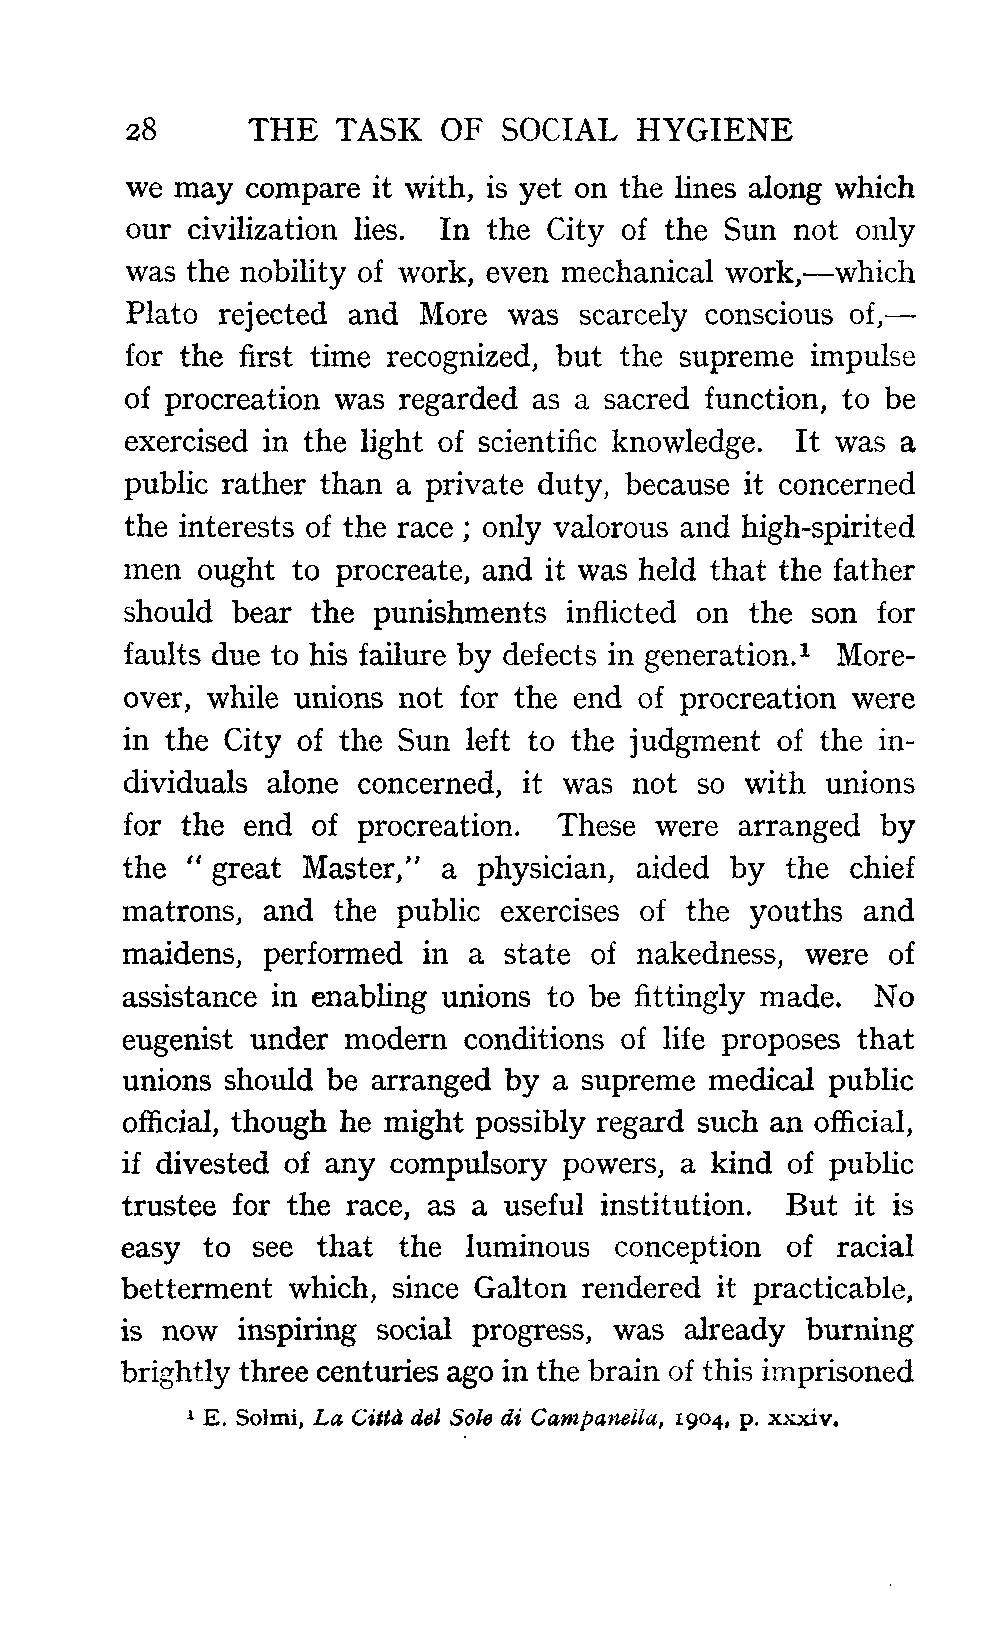 28 THE TASK OF SOCIAL HYGIENE
we may compare it with, is yet on the lines along which
our civilization lies. In the City of the Sun not only
was the nobility of work, even mechanical work,—which
Plato rejected and More was scarcely conscious of,—
for the first time recognized, but the supreme impulse
of procreation was regarded as a sacred function, to be
exercised in the light of scientific knowledge. It was a
public rather than a private duty, because it concerned
the interests of the race ; only valorous and high-spirited
men ought to procreate, and it was held that the father
should bear the punishments inflicted on the son for
faults due to his failure by defects in generation.¹ More-
over, while unions not for the end of procreation were
in the City of the Sun left to the judgment of the in-
dividuals alone concerned, it was not so with unions
for the end of procreation. These were arranged by
the " great Master," a physician, aided by the chief
matrons, and the public exercises of the youths and
maidens, performed in a state of nakedness, were of
assistance in enabling unions to be fittingly made. No
eugenist under modern conditions of life proposes that
unions should be arranged by a supreme medical public
official, though he might possibly regard such an official,
if divested of any compulsory powers, a kind of public
trustee for the race, as a useful institution. But it is
easy to see that the luminous conception of racial
betterment which, since Galton rendered it practicable,
is now inspiring social progress, was already burning
brightly three centuries ago in the brain of this imprisoned
¹ E. Solmi, La Città del Sole di Campanella, 1904, p. xxxiv.